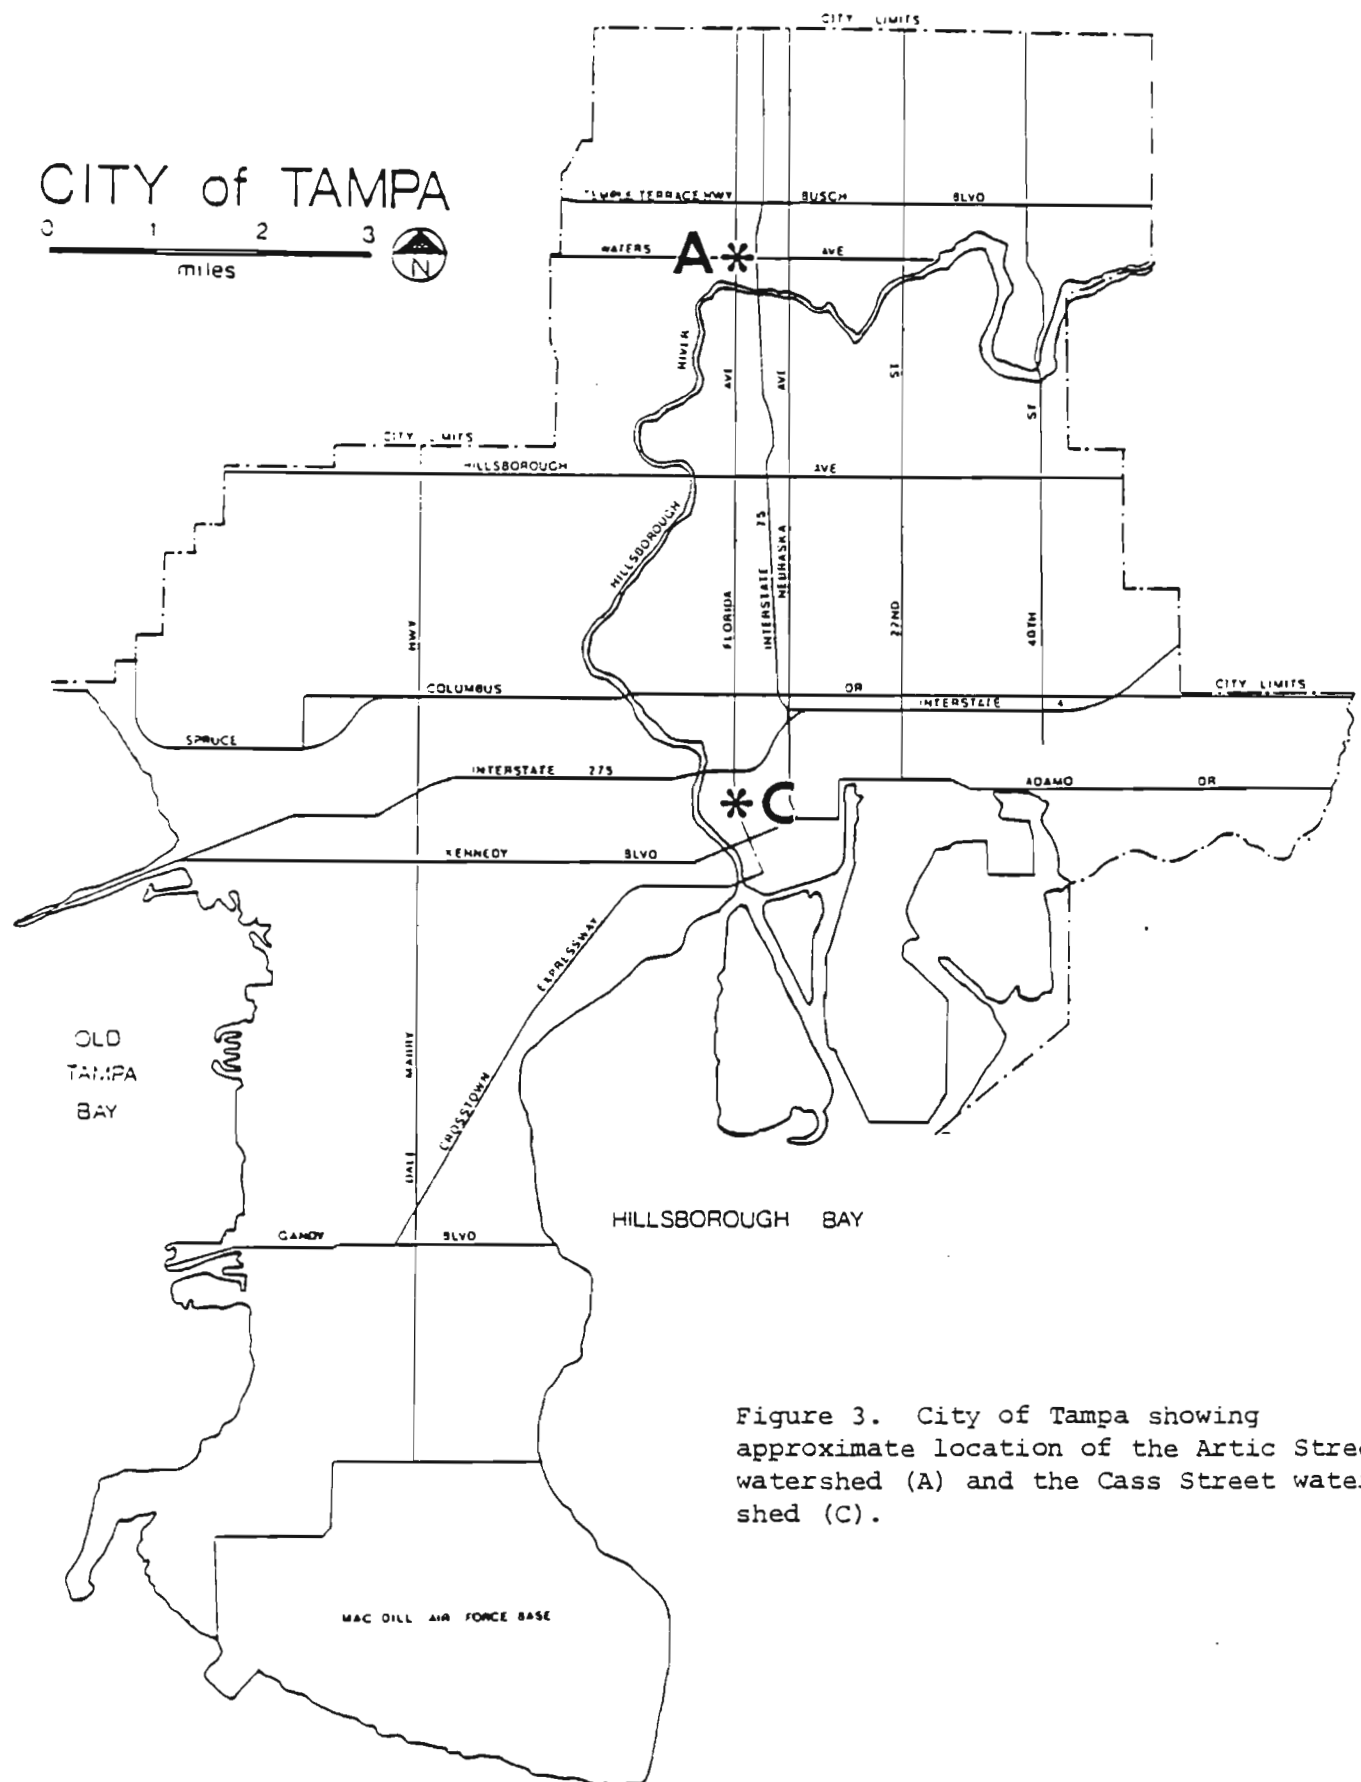 CITY LIMITS
CITY of TAMPA
0 1 2 3
miles
N
TEMPLE TERRACE HWY BUSCH BLVD
WATERS A * AVE
RIVER
AVE
AVE
ST
ST
CITY LIMITS
HILLSBOROUGH AVE
HILLSBOROUGH
INTERSTATE 75
NEBRASKA
FLORIDA
22ND
40TH
HWY
COLUMBUS DR
CITY LIMITS
INTERSTATE 4
SPRUCE
INTERSTATE 275
ADAMO DR
* C
KENNEDY BLVD
EXPRESSWAY
CROSSTOWN
OLD
TAMPA
BAY
MABRY
DALE
HILLSBOROUGH BAY
GANDY BLVD
Figure 3. City of Tampa showing
approximate location of the Artic Stree
watershed (A) and the Cass Street wate
shed (C).
MAC DILL AIR FORCE BASE